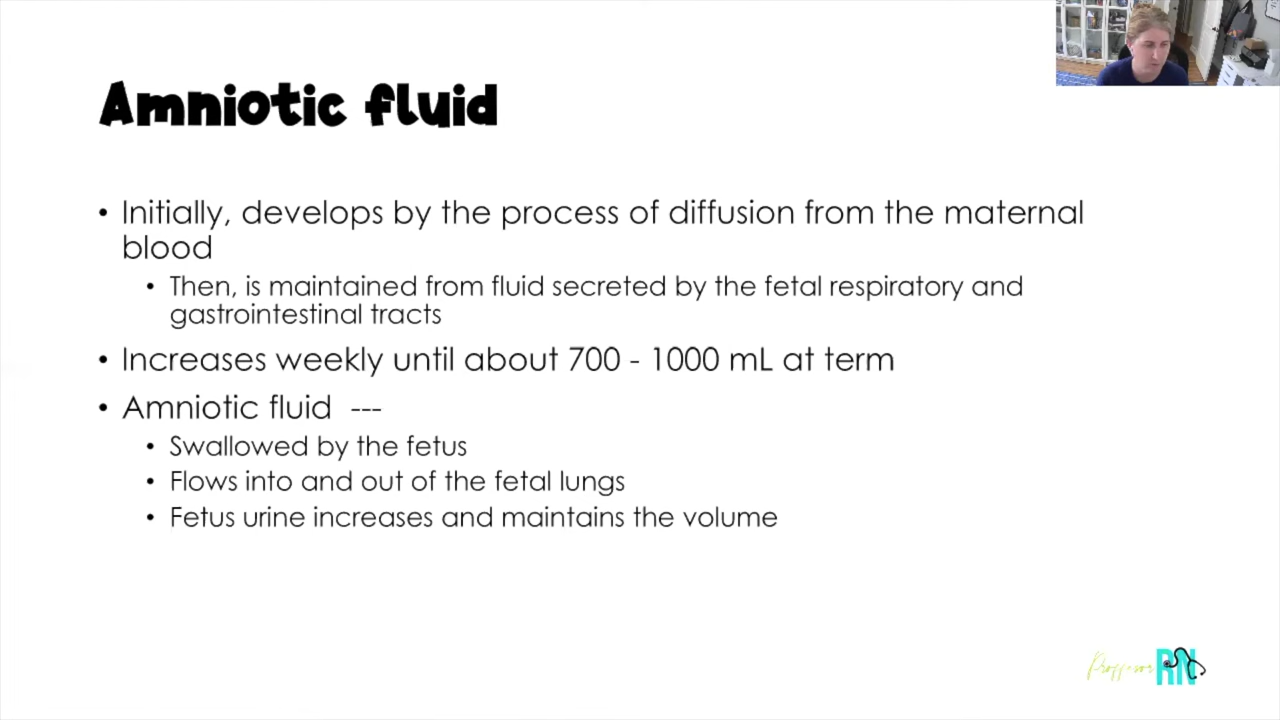 Amniotic fluid
• Initially, develops by the process of diffusion from the maternal
blood
• Then, is maintained from fluid secreted by the fetal respiratory and
gastrointestinal tracts
• Increases weekly until about 700 - 1000 mL at term
• Amniotic fluid ---
• Swallowed by the fetus
• Flows into and out of the fetal lungs
• Fetus urine increases and maintains the volume
Professor RN